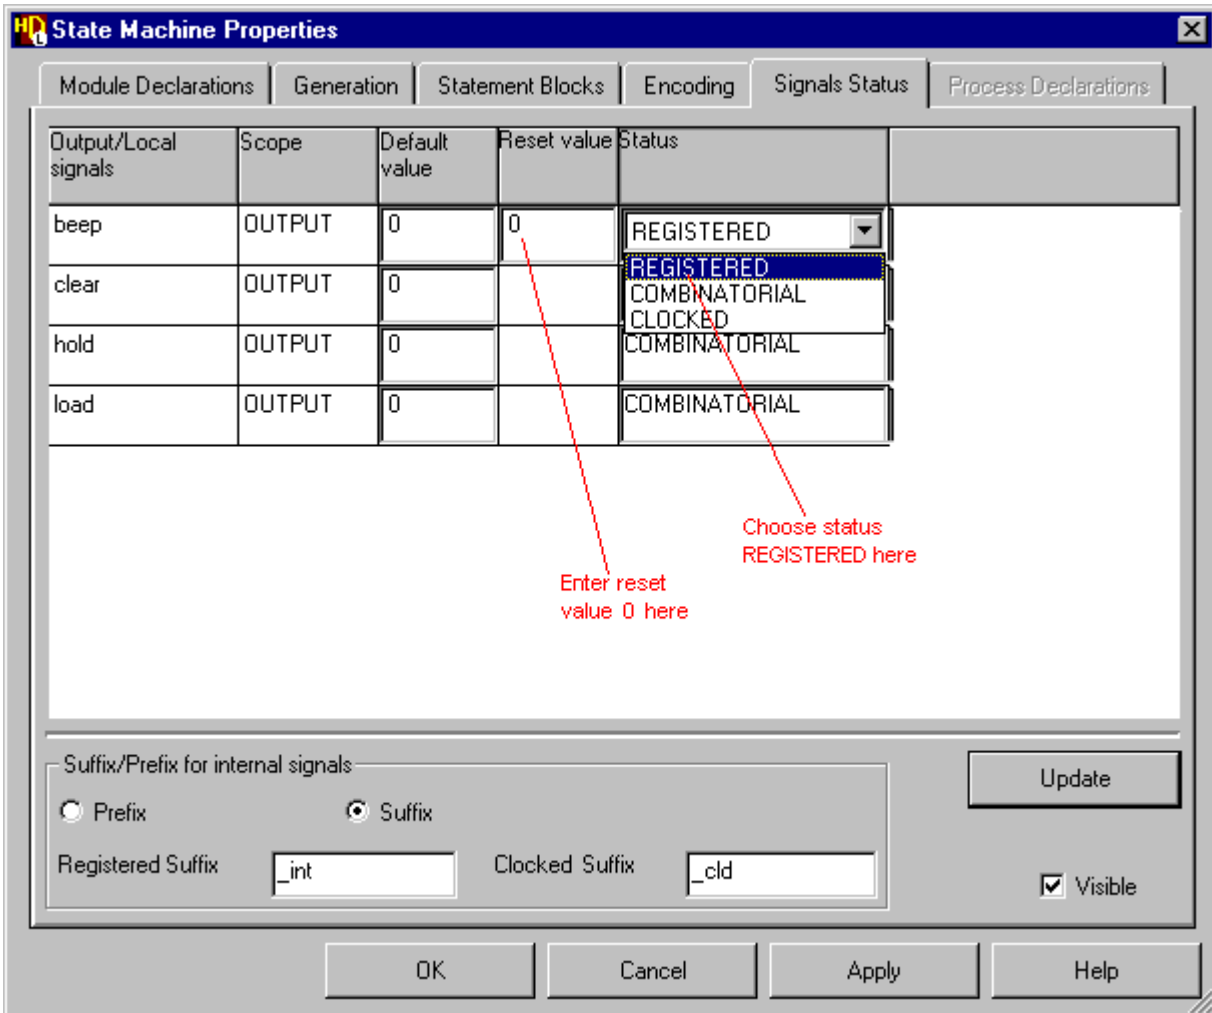 HD L State Machine Properties
Module Declarations Generation Statement Blocks Encoding Signals Status Process Declarations
Output/Local signals Scope Default value Reset value Status
beep OUTPUT 0 0 REGISTERED
REGISTERED
clear OUTPUT 0 COMBINATORIAL
CLOCKED
hold OUTPUT 0 COMBINATORIAL
load OUTPUT 0 COMBINATORIAL
Choose status
REGISTERED here
Enter reset
value 0 here
Suffix/Prefix for internal signals
Update
Prefix Suffix
Registered Suffix _int Clocked Suffix _cld
Visible
OK Cancel Apply Help